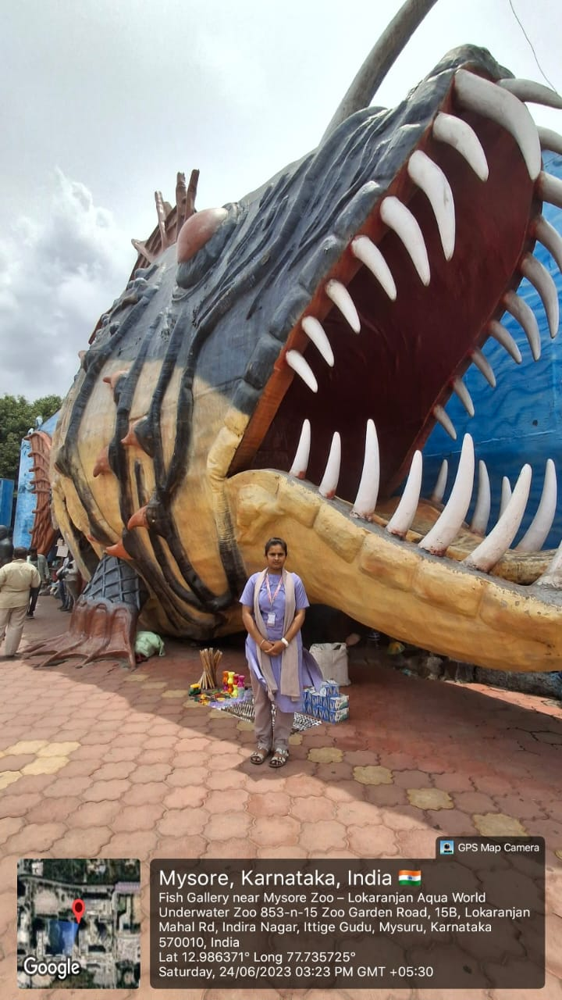 GPS Map Camera
Mysore, Karnataka, India 🇮🇳
Fish Gallery near Mysore Zoo – Lokaranjan Aqua World
Underwater Zoo 853-n-15 Zoo Garden Road, 15B, Lokaranjan
Mahal Rd, Indira Nagar, Ittige Gudu, Mysuru, Karnataka
570010, India
Lat 12.986371° Long 77.735725°
Saturday, 24/06/2023 03:23 PM GMT +05:30
Google